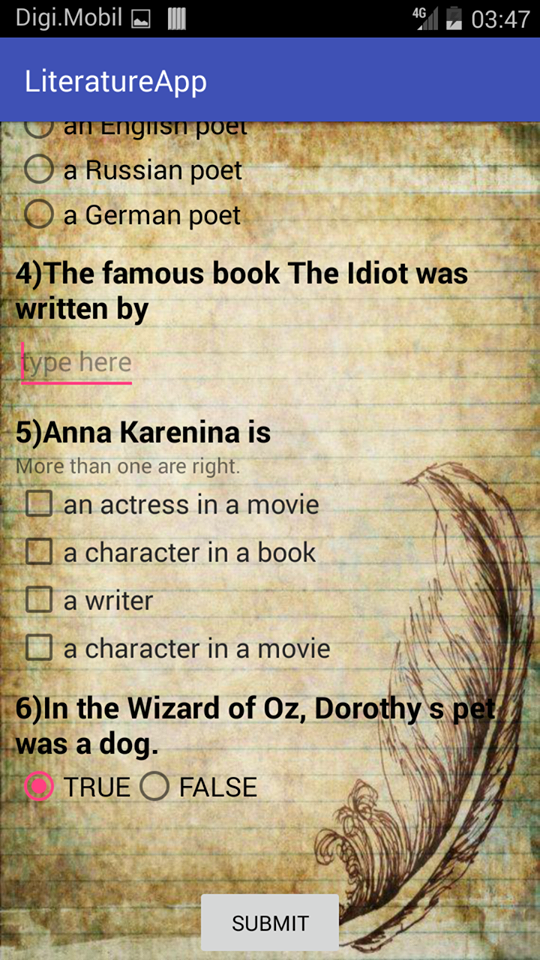 Digi.Mobil 4G 03:47
LiteratureApp
an English poet
a Russian poet
a German poet
4)The famous book The Idiot was
written by
type here
5)Anna Karenina is
More than one are right.
an actress in a movie
a character in a book
a writer
a character in a movie
6)In the Wizard of Oz, Dorothy s pet
was a dog.
TRUE FALSE
SUBMIT